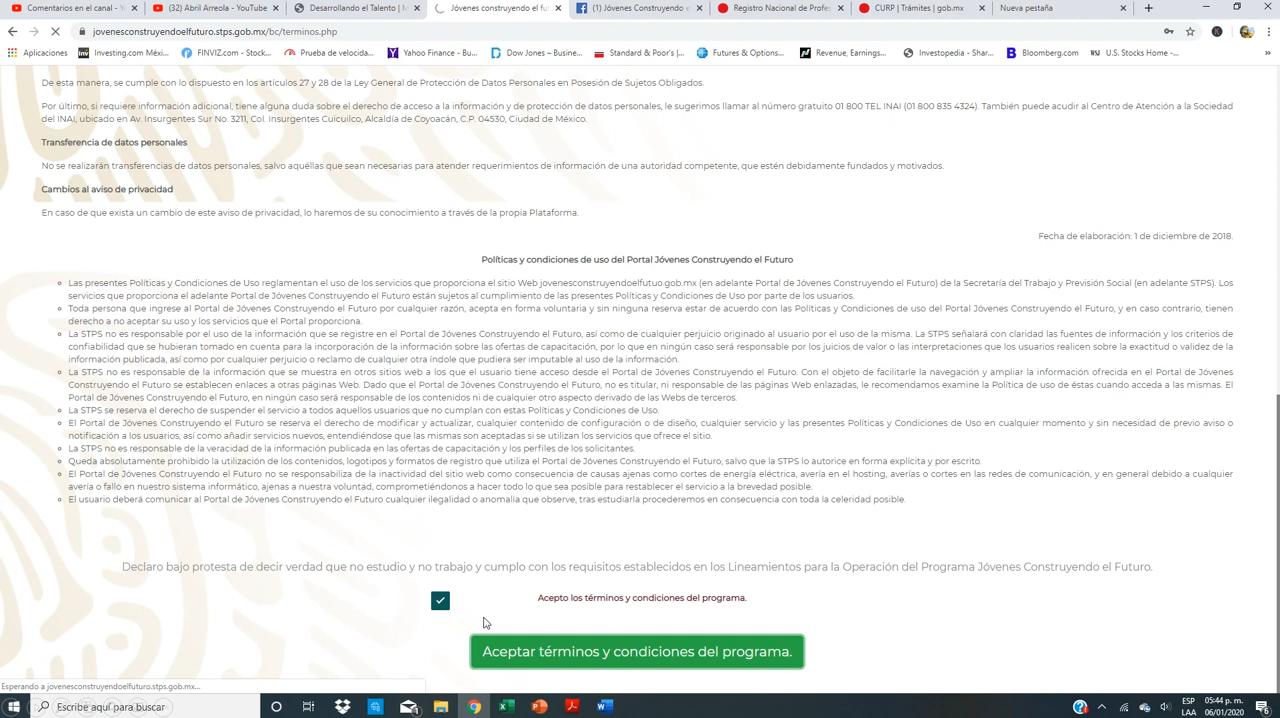 Comentarios en el canal - Y
(32) Abril Arreola - YouTube
Desarrollando el Talento | N
Jóvenes construyendo el fut
(1) Jóvenes Construyendo e
Registro Nacional de Profes
CURP | Trámites | gob.mx
Nueva pestaña
jovenesconstruyendoelfuturo.stps.gob.mx/bc/terminos.php
Aplicaciones
Investing.com Méxi...
FINVIZ.com - Stock...
Prueba de velocida...
Yahoo Finance - Bu...
Dow Jones – Busine...
Standard & Poor's |...
Futures & Options...
Revenue, Earnings...
Investopedia - Shar...
Bloomberg.com
U.S. Stocks Home -...
De esta manera, se cumple con lo dispuesto en los artículos 27 y 28 de la Ley General de Protección de Datos Personales en Posesión de Sujetos Obligados.
Por último, si requiere información adicional, tiene alguna duda sobre el derecho de acceso a la información y de protección de datos personales, le sugerimos llamar al número gratuito 01 800 TEL INAI (01 800 835 4324). También puede acudir al Centro de Atención a la Sociedad
del INAI, ubicado en Av. Insurgentes Sur No. 3211, Col. Insurgentes Cuicuilco, Alcaldía de Coyoacán, C.P. 04530, Ciudad de México.
Transferencia de datos personales
No se realizarán transferencias de datos personales, salvo aquéllas que sean necesarias para atender requerimientos de información de una autoridad competente, que estén debidamente fundados y motivados.
Cambios al aviso de privacidad
En caso de que exista un cambio de este aviso de privacidad, lo haremos de su conocimiento a través de la propia Plataforma.
Fecha de elaboración: 1 de diciembre de 2018.
Políticas y condiciones de uso del Portal Jóvenes Construyendo el Futuro
Las presentes Políticas y Condiciones de Uso reglamentan el uso de los servicios que proporciona el sitio Web jovenesconstruyendoelfutuo.gob.mx (en adelante Portal de Jóvenes Construyendo el Futuro) de la Secretaría del Trabajo y Previsión Social (en adelante STPS). Los
servicios que proporciona el adelante Portal de Jóvenes Construyendo el Futuro están sujetos al cumplimiento de las presentes Políticas y Condiciones de Uso por parte de los usuarios.
Toda persona que ingrese al Portal de Jóvenes Construyendo el Futuro por cualquier razón, acepta en forma voluntaria y sin ninguna reserva estar de acuerdo con las Políticas y Condiciones de uso del Portal Jóvenes Construyendo el Futuro, y en caso contrario, tienen
derecho a no aceptar su uso y los servicios que el Portal proporciona.
La STPS no es responsable por el uso de la información que se registre en el Portal de Jóvenes Construyendo el Futuro, así como de cualquier perjuicio originado al usuario por el uso de la misma. La STPS señalará con claridad las fuentes de información y los criterios de
confiabilidad que se hubieran tomado en cuenta para la incorporación de la información sobre las ofertas de capacitación, por lo que en ningún caso será responsable por los juicios de valor o las interpretaciones que los usuarios realicen sobre la exactitud o validez de la
información publicada, así como por cualquier perjuicio o reclamo de cualquier otra índole que pudiera ser imputable al uso de la información.
La STPS no es responsable de la información que se muestra en otros sitios web a los que el usuario tiene acceso desde el Portal de Jóvenes Construyendo el Futuro. Con el objeto de facilitar la navegación y ampliar la información ofrecida en el Portal de Jóvenes
Construyendo el Futuro se establecen enlaces a otras páginas Web. Dado que el Portal de Jóvenes Construyendo el Futuro, no es titular, ni responsable de las páginas Web enlazadas, le recomendamos examine la Política de uso de éstas cuando acceda a las mismas. El
Portal de Jóvenes Construyendo el Futuro, en ningún caso será responsable de los contenidos ni de cualquier otro aspecto derivado de las Webs de terceros.
La STPS se reserva el derecho de suspender el servicio a todos aquellos usuarios que no cumplan con estas Políticas y Condiciones de Uso.
El Portal de Jóvenes Construyendo el Futuro se reserva el derecho de modificar y actualizar, cualquier contenido de configuración o de diseño, cualquier servicio y las presentes Políticas y Condiciones de Uso en cualquier momento y sin necesidad de previo aviso o
notificación a los usuarios, así como añadir servicios nuevos, entendiéndose que las mismas son aceptadas si se utilizan los servicios que ofrece el sitio.
La STPS no es responsable de la veracidad de la información publicada en las ofertas de capacitación y los perfiles de los solicitantes.
Queda absolutamente prohibido la utilización de los contenidos, logotipos y formatos de registro que utiliza el Portal de Jóvenes Construyendo el Futuro, salvo que la STPS lo autorice en forma explícita y por escrito.
El Portal de Jóvenes Construyendo el Futuro no se responsabiliza de la inactividad del sitio web como consecuencia de causas ajenas como cortes de energía eléctrica, avería en el hosting, averías o cortes en las redes de comunicación, y en general debido a cualquier
avería o fallo en nuestro sistema informático, ajenas a nuestra voluntad, comprometiéndonos a hacer todo lo que sea posible para restablecer el servicio a la brevedad posible.
El usuario deberá comunicar al Portal de Jóvenes Construyendo el Futuro cualquier ilegalidad o anomalía que observe, tras estudiarla procederemos en consecuencia con toda la celeridad posible.
Declaro bajo protesta de decir verdad que no estudio y no trabajo y cumplo con los requisitos establecidos en los Lineamientos para la Operación del Programa Jóvenes Construyendo el Futuro.
Acepto los términos y condiciones del programa.
Aceptar términos y condiciones del programa.
Esperando a jovenesconstruyendoelfuturo.stps.gob.mx...
Escribe aquí para buscar
ESP
LAA
05:44 p. m.
06/01/2020